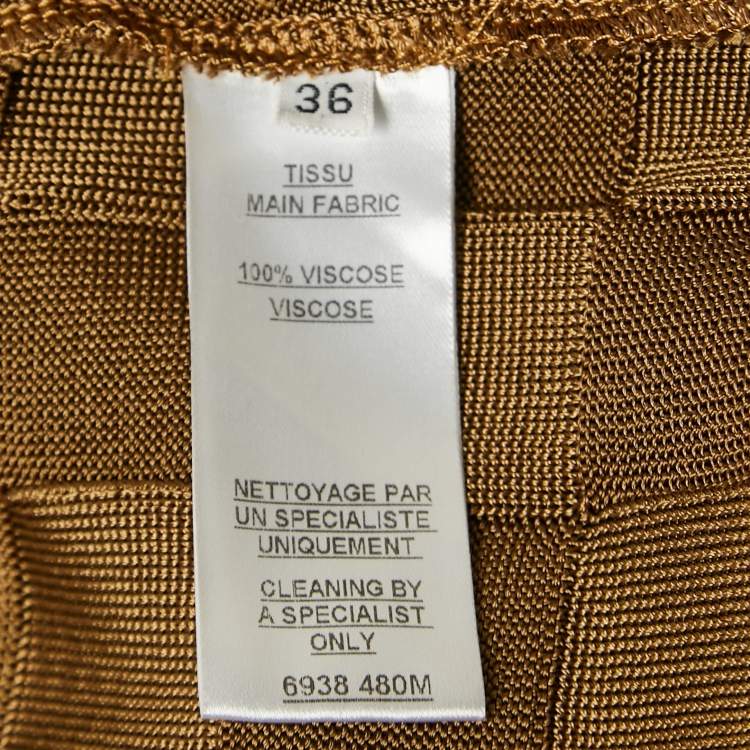 36
TISSU
MAIN FABRIC
100% VISCOSE
VISCOSE
NETTOYAGE PAR
UN SPECIALISTE
UNIQUEMENT
CLEANING BY
A SPECIALIST
ONLY
6938 480M